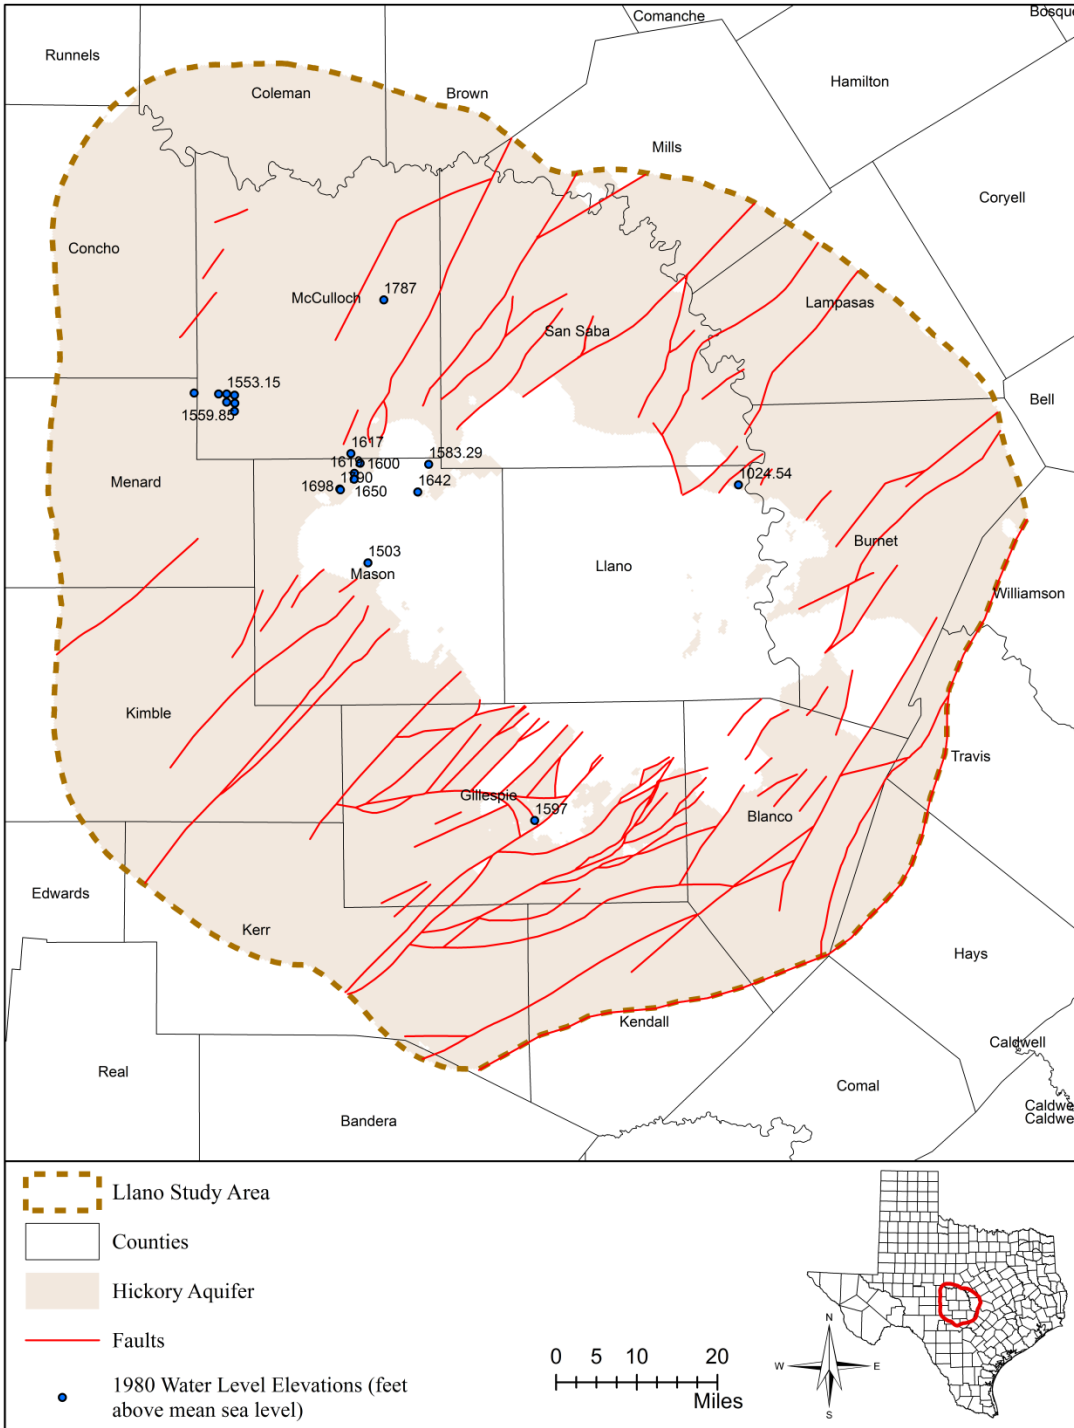 Comanche
Bosque
Runnels
Hamilton
Coleman
Brown
Mills
Coryell
Concho
1787
McCulloch
Lampasas
San Saba
1553.15
1559.85
Bell
1617
1600
1583.29
1024.54
Menard
1698
1650
1642
Burnet
1503
Mason
Llano
Williamson
Kimble
Travis
Gillespie
1597
Blanco
Edwards
Kerr
Hays
Kendall
Caldwell
Real
Comal
Bandera
Llano Study Area
Counties
Hickory Aquifer
Faults
1980 Water Level Elevations (feet
above mean sea level)
0 5 10 20
Miles
N
W
E
S